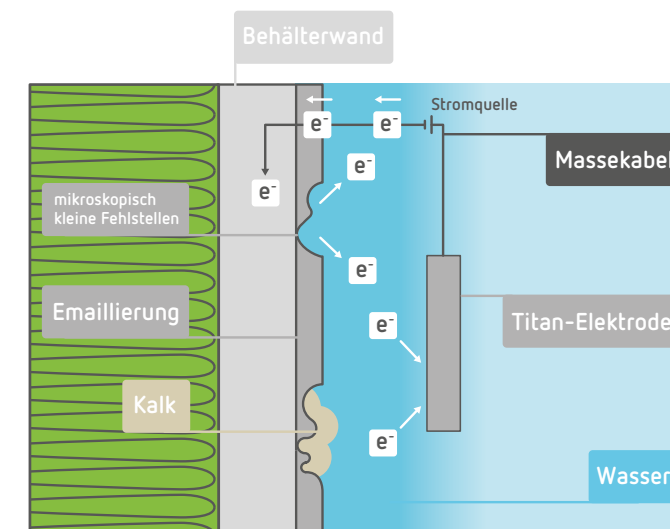 Behälterwand
Stromquelle
e⁻
e⁻
Massekabel
e⁻
e⁻
mikroskopisch
kleine Fehlstellen
e⁻
Emaillierung
e⁻
Titan-Elektrode
Kalk
e⁻
Wasser